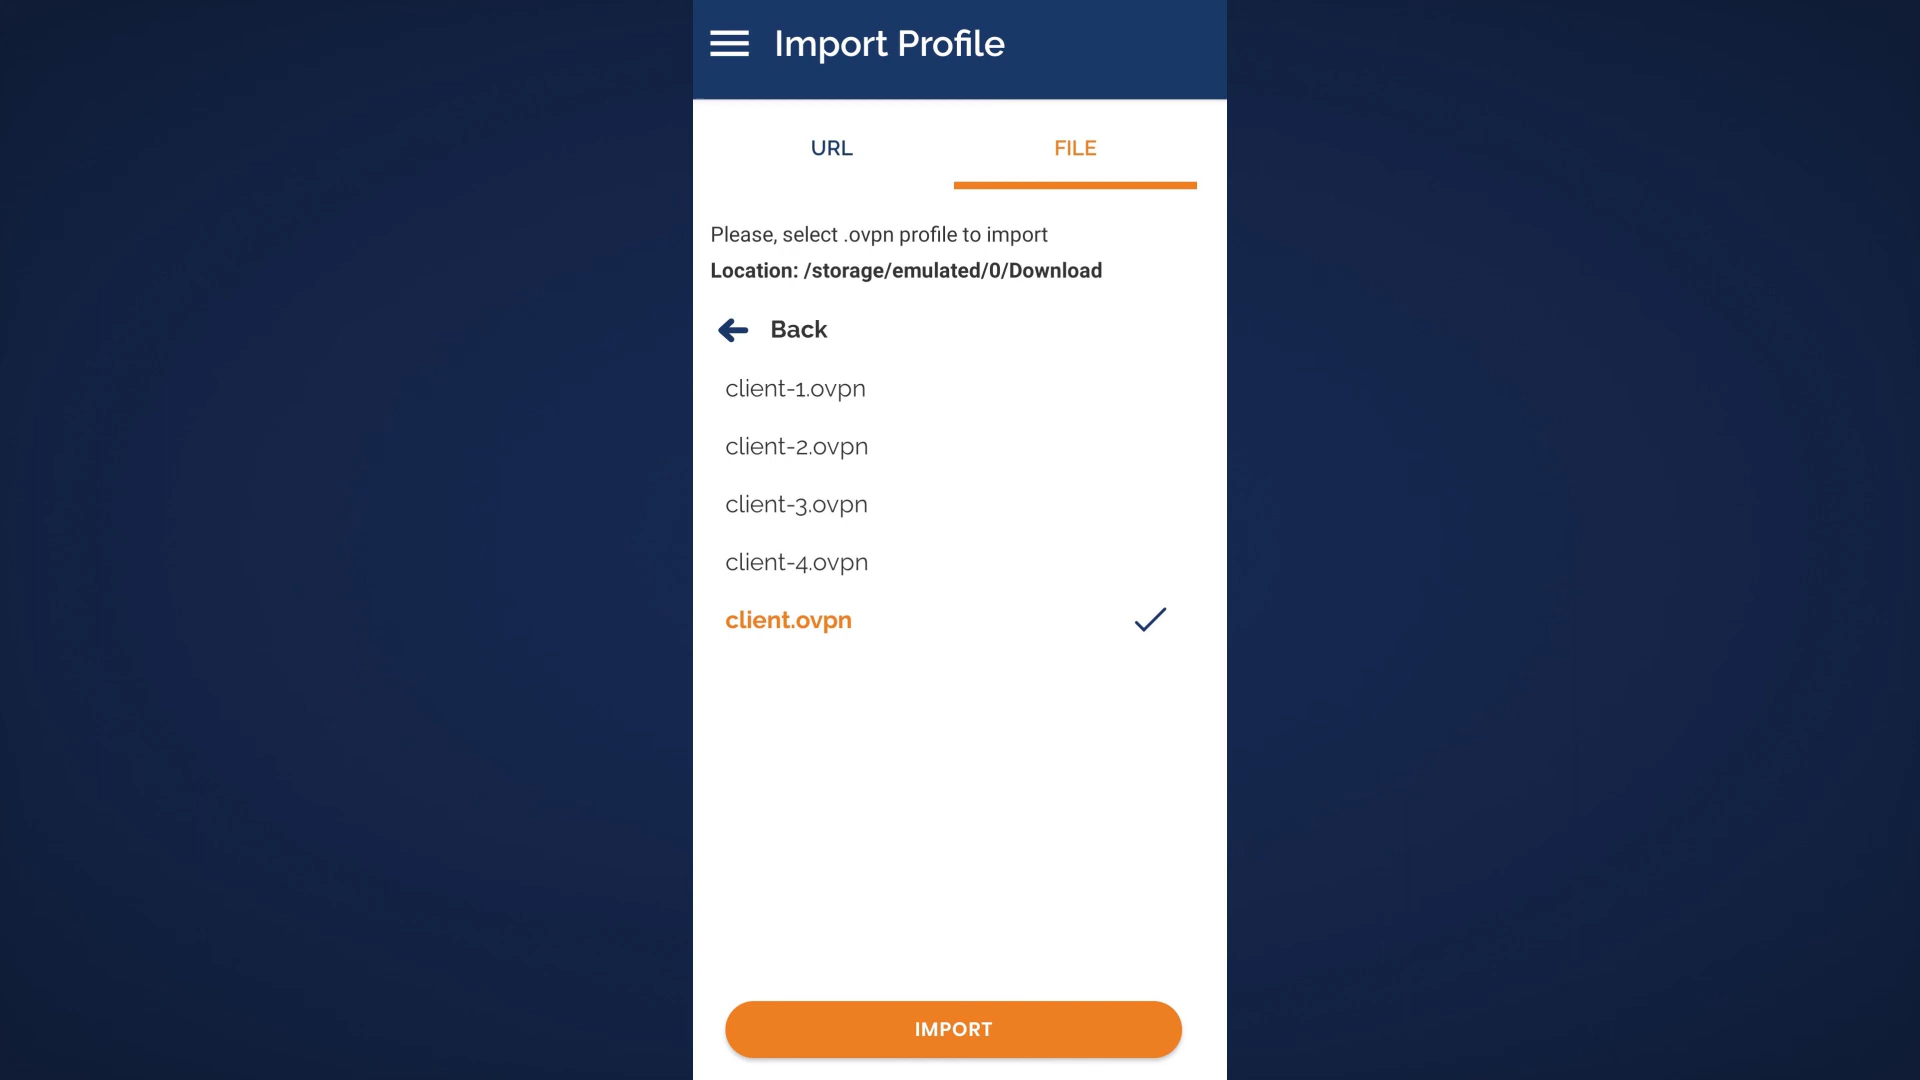 Import Profile
URL
FILE
Please, select .ovpn profile to import
Location: /storage/emulated/0/Download
Back
client-1.ovpn
client-2.ovpn
client-3.ovpn
client-4.ovpn
client.ovpn
IMPORT